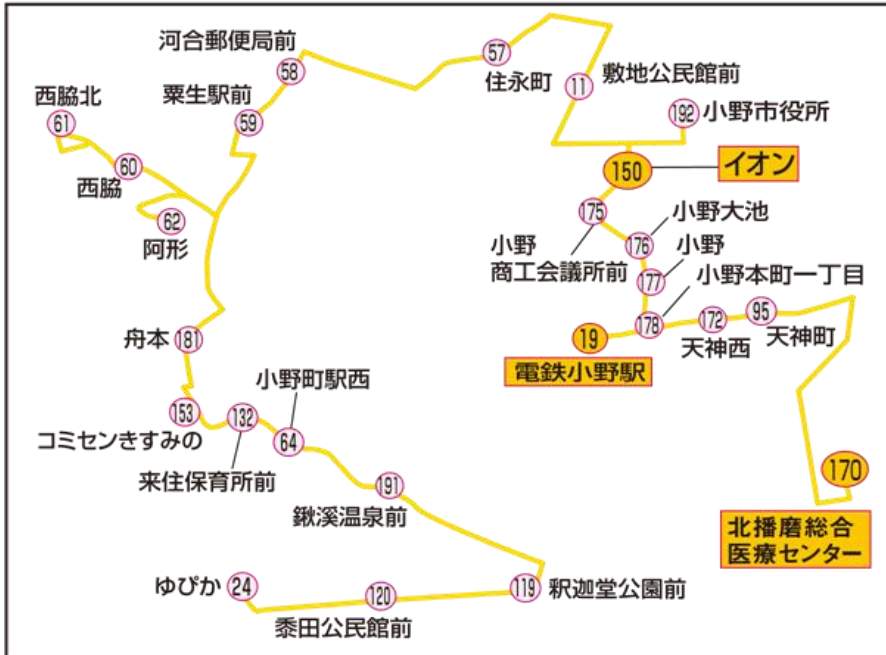 河合郵便局前
58
57
住永町
敷地公民館前
11
粟生駅前
59
西脇北
61
60
西脇
62
阿形
192
小野市役所
150
イオン
175
小野
商工会議所前
小野大池
176
小野
177
小野本町一丁目
178
19
電鉄小野駅
172
天神西
95
天神町
170
北播磨総合
医療センター
舟本
181
153
コミセンきすみの
132
来住保育所前
小野町駅西
64
191
鍬溪温泉前
ゆぴか
24
120
黍田公民館前
119
釈迦堂公園前